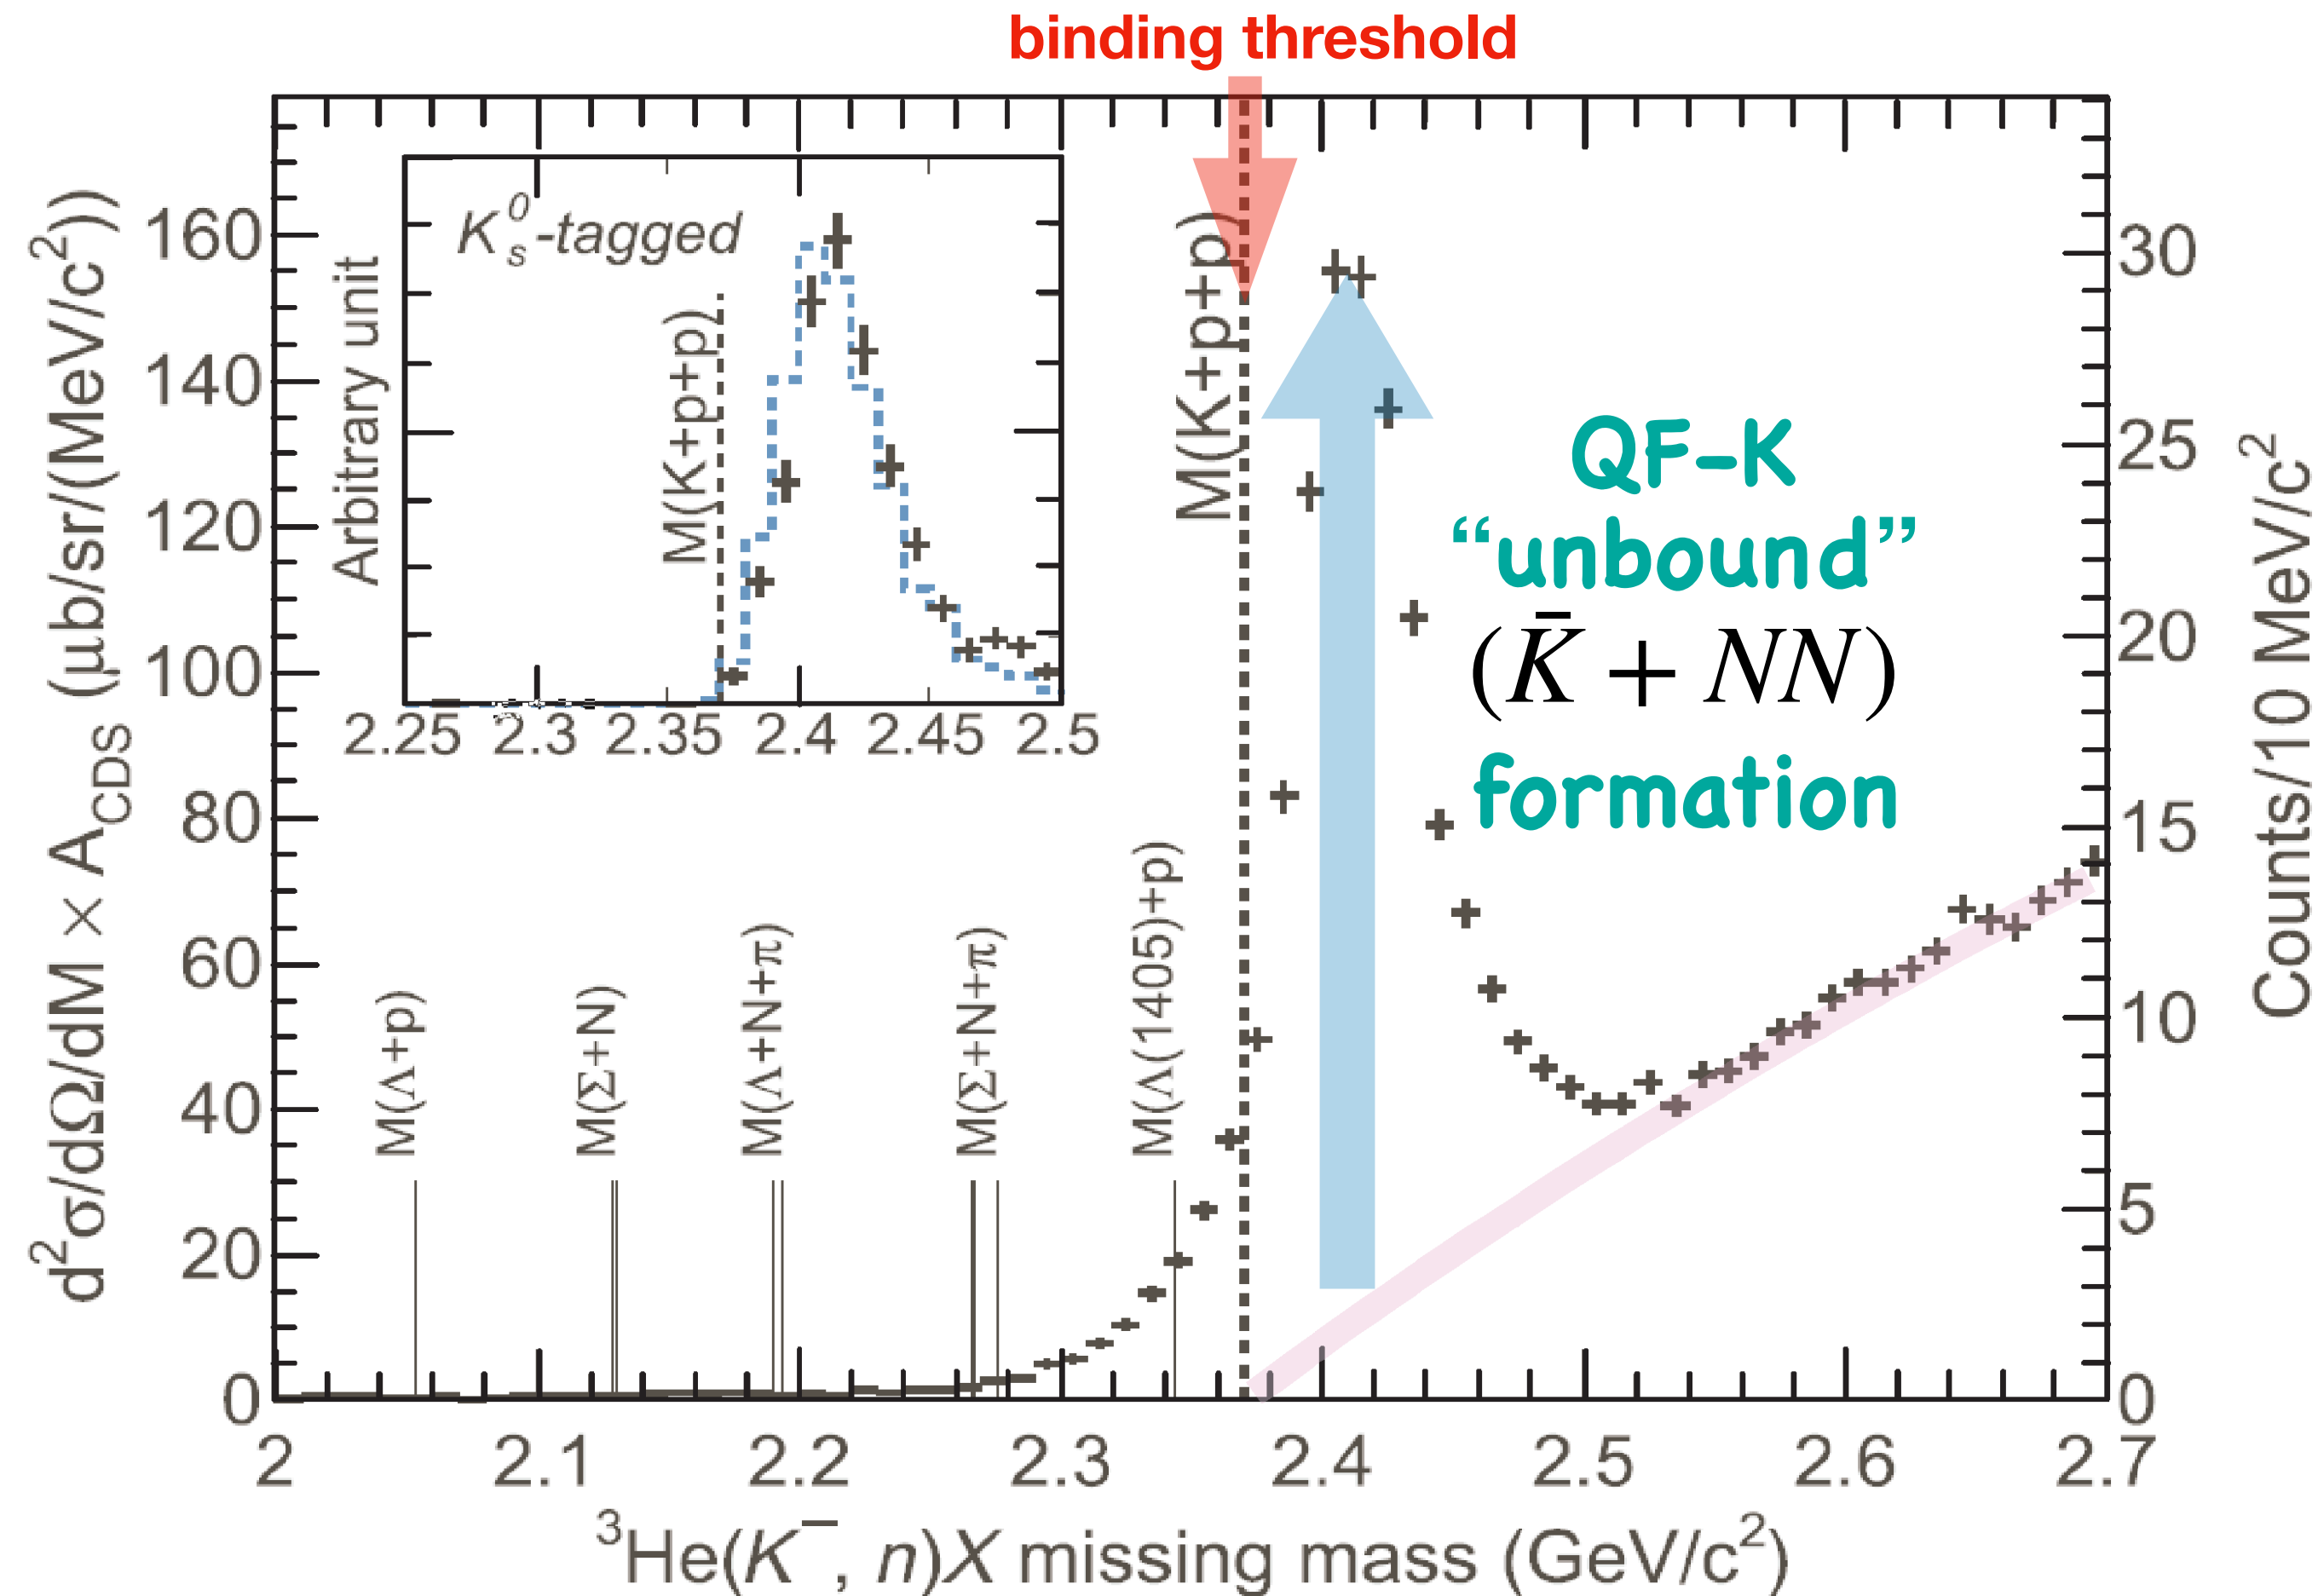 binding threshold
K⁰ₛ-tagged
Arbitrary unit
M(K+p+p)
2.25 2.3 2.35 2.4 2.45 2.5
M(K+p+p)
QF-K
“unbound”
(K̄ + NN)
formation
M(Λ+p)
M(Σ+N)
M(Λ+N+π)
M(Σ+N+π)
M(Λ(1405)+p)
d²σ/dΩ/dM × A_CDS (μb/sr/(MeV/c²))
160
140
120
100
80
60
40
20
0
Counts/10 MeV/c²
30
25
20
15
10
5
0
2 2.1 2.2 2.3 2.4 2.5 2.6 2.7
³He(K⁻, n)X missing mass (GeV/c²)